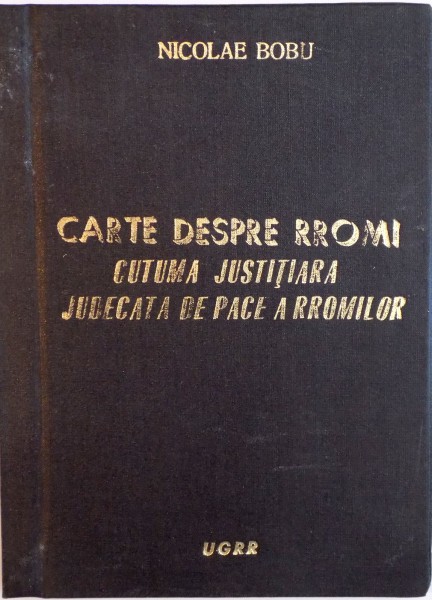 NICOLAE BOBU
CARTE DESPRE RROMI
CUTUMA JUSTIŢIARA
JUDECATA DE PACE A RROMILOR
UGRR